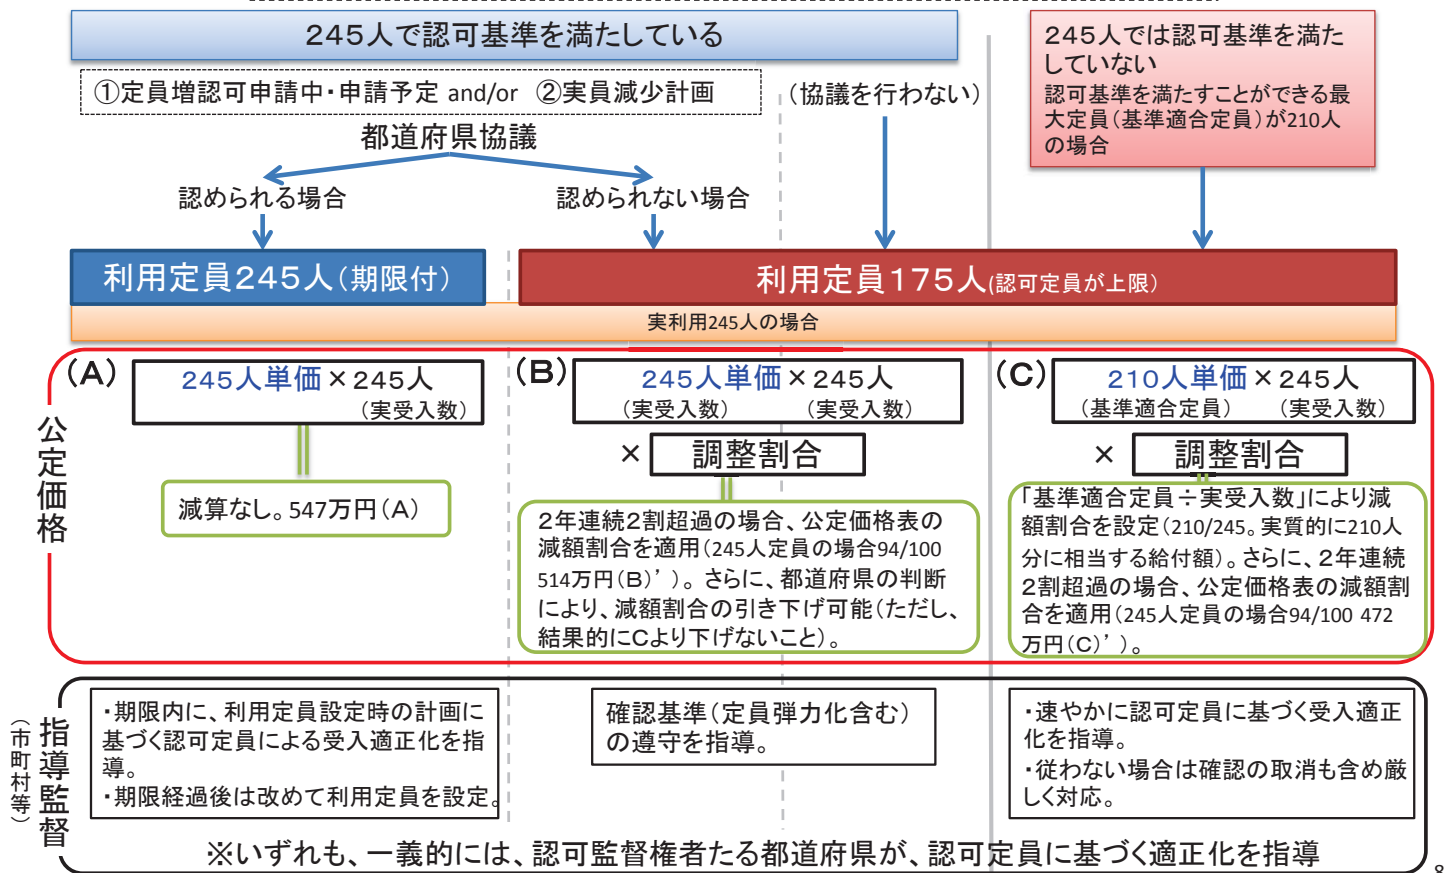 245人で認可基準を満たしている
245人では認可基準を満た
していない
認可基準を満たすことができる最
大定員(基準適合定員)が210人
の場合
①定員増認可申請中・申請予定 and/or ②実員減少計画
(協議を行わない)
都道府県協議
認められる場合
認められない場合
利用定員245人(期限付)
利用定員175人(認可定員が上限)
実利用245人の場合
公定価格
(A)
245人単価×245人
(実受入数)
減算なし。547万円(A)
(B)
245人単価×245人
(実受入数) (実受入数)
× 調整割合
2年連続2割超過の場合、公定価格表の
減額割合を適用(245人定員の場合94/100
514万円(B)’)。さらに、都道府県の判断
により、減額割合の引き下げ可能(ただし、
結果的にCより下げないこと)。
(C)
210人単価×245人
(基準適合定員) (実受入数)
× 調整割合
「基準適合定員÷実受入数」により減
額割合を設定(210/245。実質的に210人
分に相当する給付額)。さらに、2年連続
2割超過の場合、公定価格表の減額割
合を適用(245人定員の場合94/100 472
万円(C)’)。
指導監督
(市町村等)
・期限内に、利用定員設定時の計画に
基づく認可定員による受入適正化を指
導。
・期限経過後は改めて利用定員を設定。
確認基準(定員弾力化含む)
の遵守を指導。
・速やかに認可定員に基づく受入適正
化を指導。
・従わない場合は確認の取消も含め厳
しく対応。
※いずれも、一義的には、認可監督権者たる都道府県が、認可定員に基づく適正化を指導
8